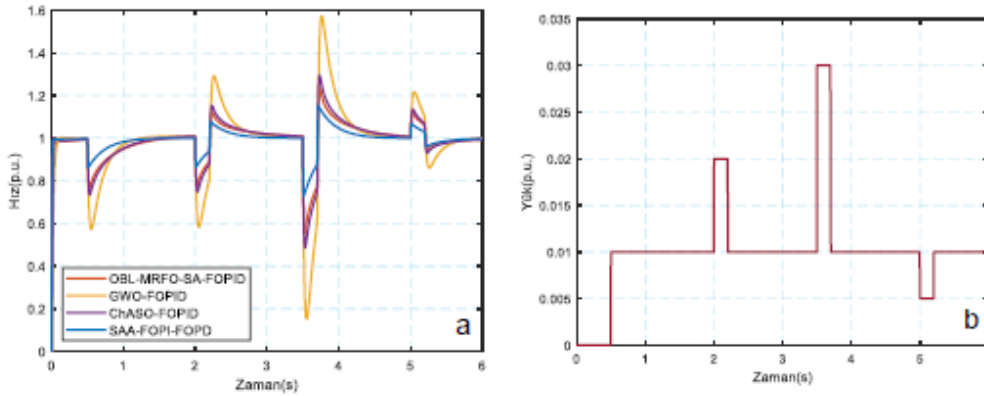 1.6
1.4
1.2
1
0.8
0.6
0.4
0.2
0
Hız(p.u.)
OBL-MRFO-SA-FOPID
GWO-FOPID
ChASO-FOPID
SAA-FOPI-FOPD
a
0 1 2 3 4 5 6
Zaman(s)
0.035
0.03
0.025
0.02
0.015
0.01
0.005
0
Yük(p.u.)
b
0 1 2 3 4 5
Zaman(s)